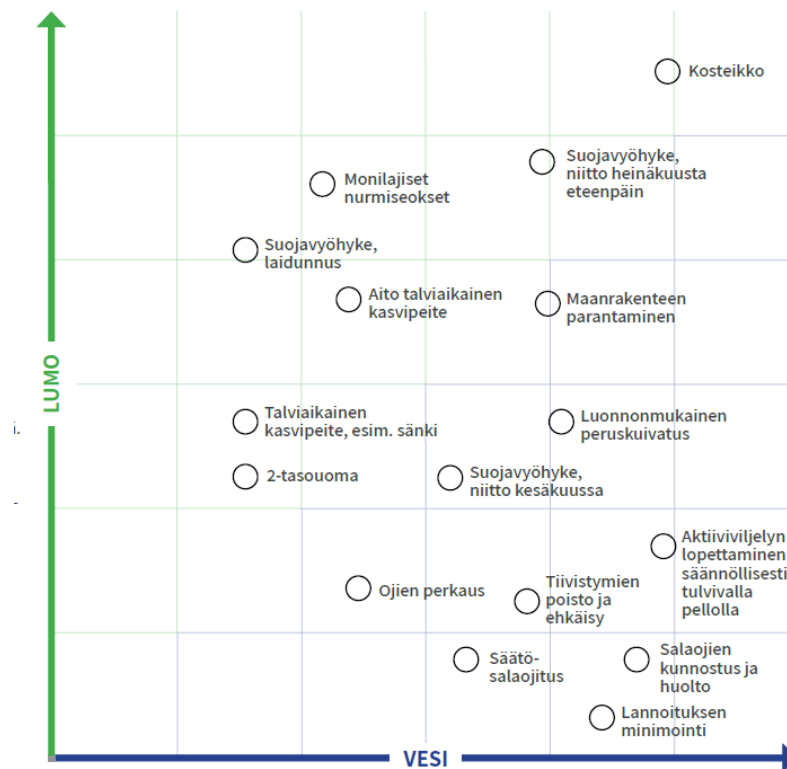 Kosteikko
Suojavyöhyke,
niitto heinäkuusta
eteenpäin
Monilajiset
nurmiseokset
Suojavyöhyke,
laidunnus
Aito talviaikainen
kasvipeite
Maanrakenteen
parantaminen
LUMO
Talviaikainen
kasvipeite, esim. sänki
Luonnonmukainen
peruskuivatus
2-tasouoma
Suojavyöhyke,
niitto kesäkuussa
Aktiiviviljelyn
lopettaminen
säännöllisesti
tulvivalla
pellolla
Ojien perkaus
Tiivistymien
poisto ja
ehkäisy
Säätö-
salaojitus
Salaojien
kunnostus ja
huolto
Lannoituksen
minimointi
VESI